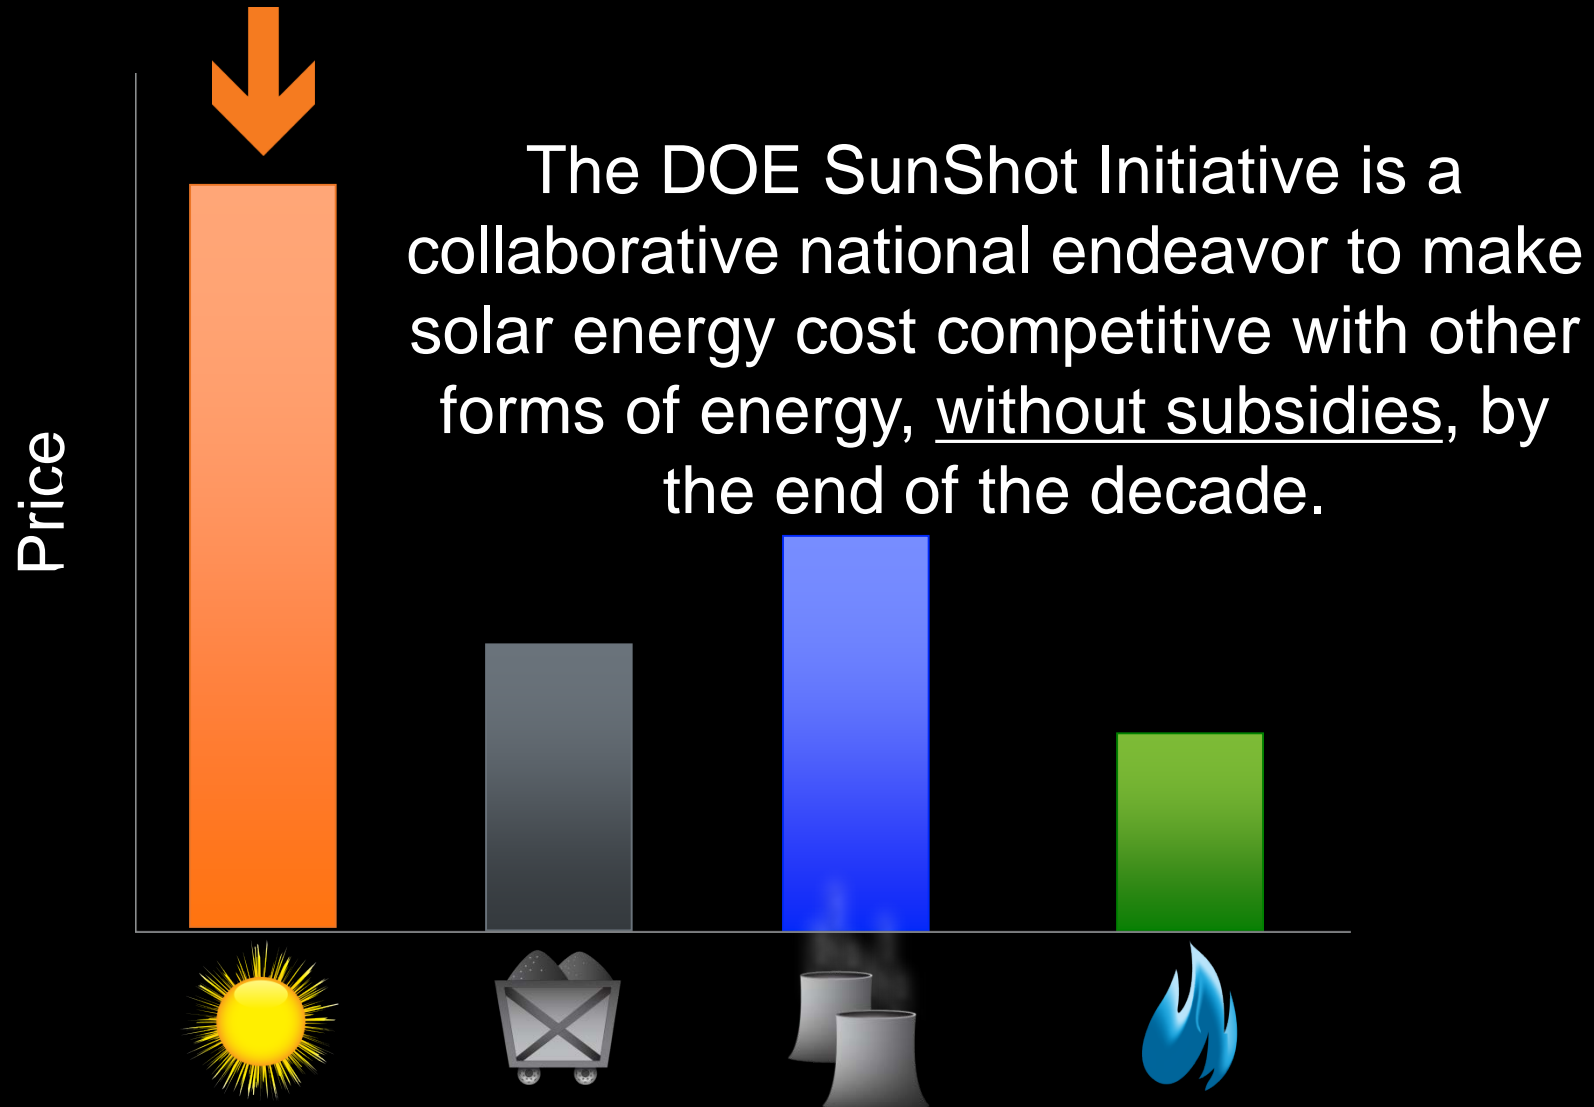 The DOE SunShot Initiative is a
collaborative national endeavor to make
solar energy cost competitive with other
forms of energy, without subsidies, by
the end of the decade.
Price